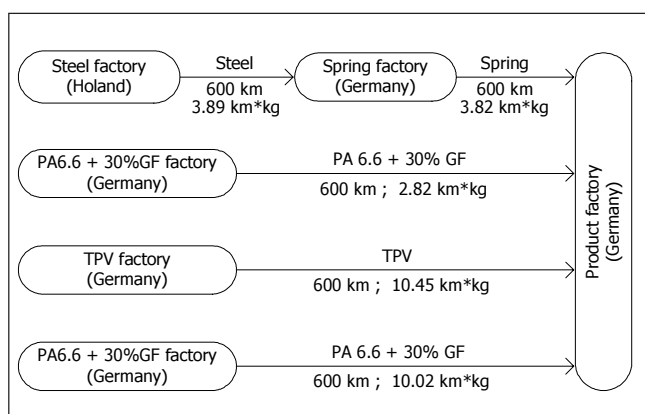 Steel factory
(Holand)
Steel
600 km
3.89 km*kg
Spring factory
(Germany)
Spring
600 km
3.82 km*kg
PA6.6 + 30%GF factory
(Germany)
PA 6.6 + 30% GF
600 km ; 2.82 km*kg
TPV factory
(Germany)
TPV
600 km ; 10.45 km*kg
PA6.6 + 30%GF factory
(Germany)
PA 6.6 + 30% GF
600 km ; 10.02 km*kg
Product factory
(Germany)